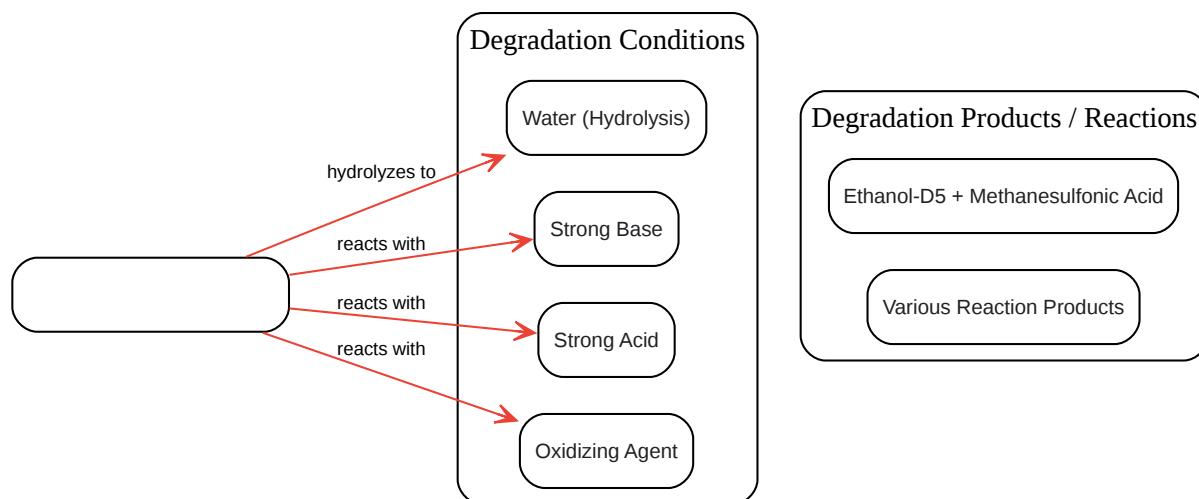 Degradation Conditions
Water (Hydrolysis)
hydrolyzes to
Strong Base
reacts with
Strong Acid
reacts with
Oxidizing Agent
reacts with
Degradation Products / Reactions
Ethanol-D5 + Methanesulfonic Acid
Various Reaction Products